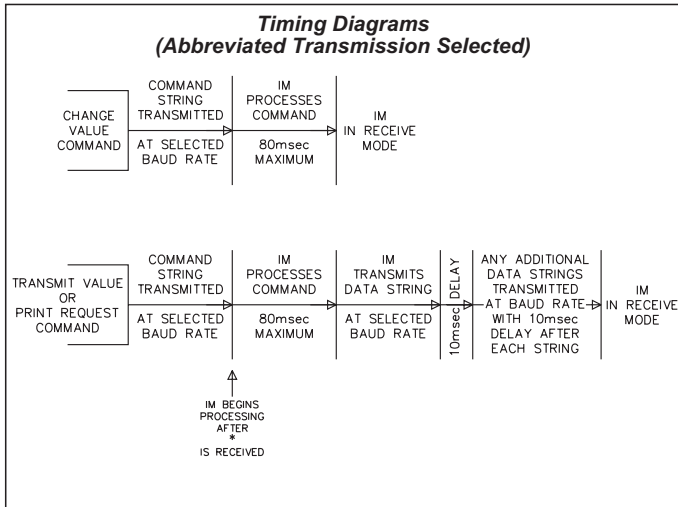 Timing Diagrams
(Abbreviated Transmission Selected)
CHANGE
VALUE
COMMAND
COMMAND
STRING
TRANSMITTED
AT SELECTED
BAUD RATE
IM
PROCESSES
COMMAND
80msec
MAXIMUM
IM
IN RECEIVE
MODE
TRANSMIT VALUE
OR
PRINT REQUEST
COMMAND
COMMAND
STRING
TRANSMITTED
AT SELECTED
BAUD RATE
IM
PROCESSES
COMMAND
80msec
MAXIMUM
IM
TRANSMITS
DATA STRING
AT SELECTED
BAUD RATE
10msec DELAY
ANY ADDITIONAL
DATA STRINGS
TRANSMITTED
AT BAUD RATE
WITH 10msec
DELAY AFTER
EACH STRING
IM
IN RECEIVE
MODE
IM BEGINS
PROCESSING
AFTER
*
IS RECEIVED